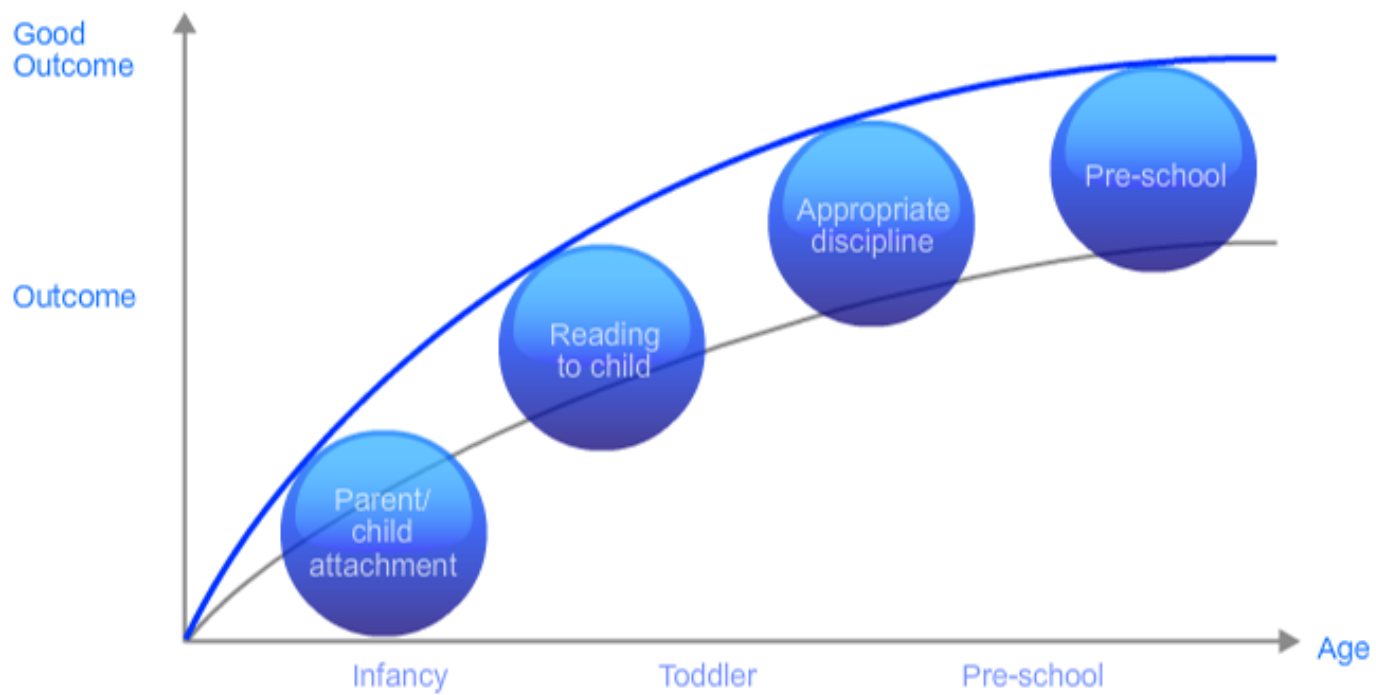 Good
Outcome
Pre-school
Appropriate
discipline
Outcome
Reading
to child
Parent/
child
attachment
Age
Infancy
Toddler
Pre-school